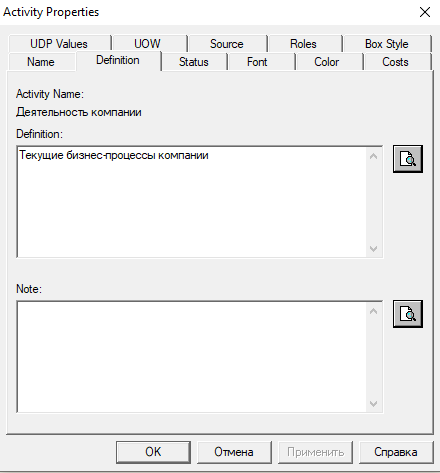 Activity Properties
UDP Values UOW Source Roles Box Style
Name Definition Status Font Color Costs
Activity Name:
Деятельность компании
Definition:
Текущие бизнес-процессы компании
Note:
OK Отмена Применить Справка